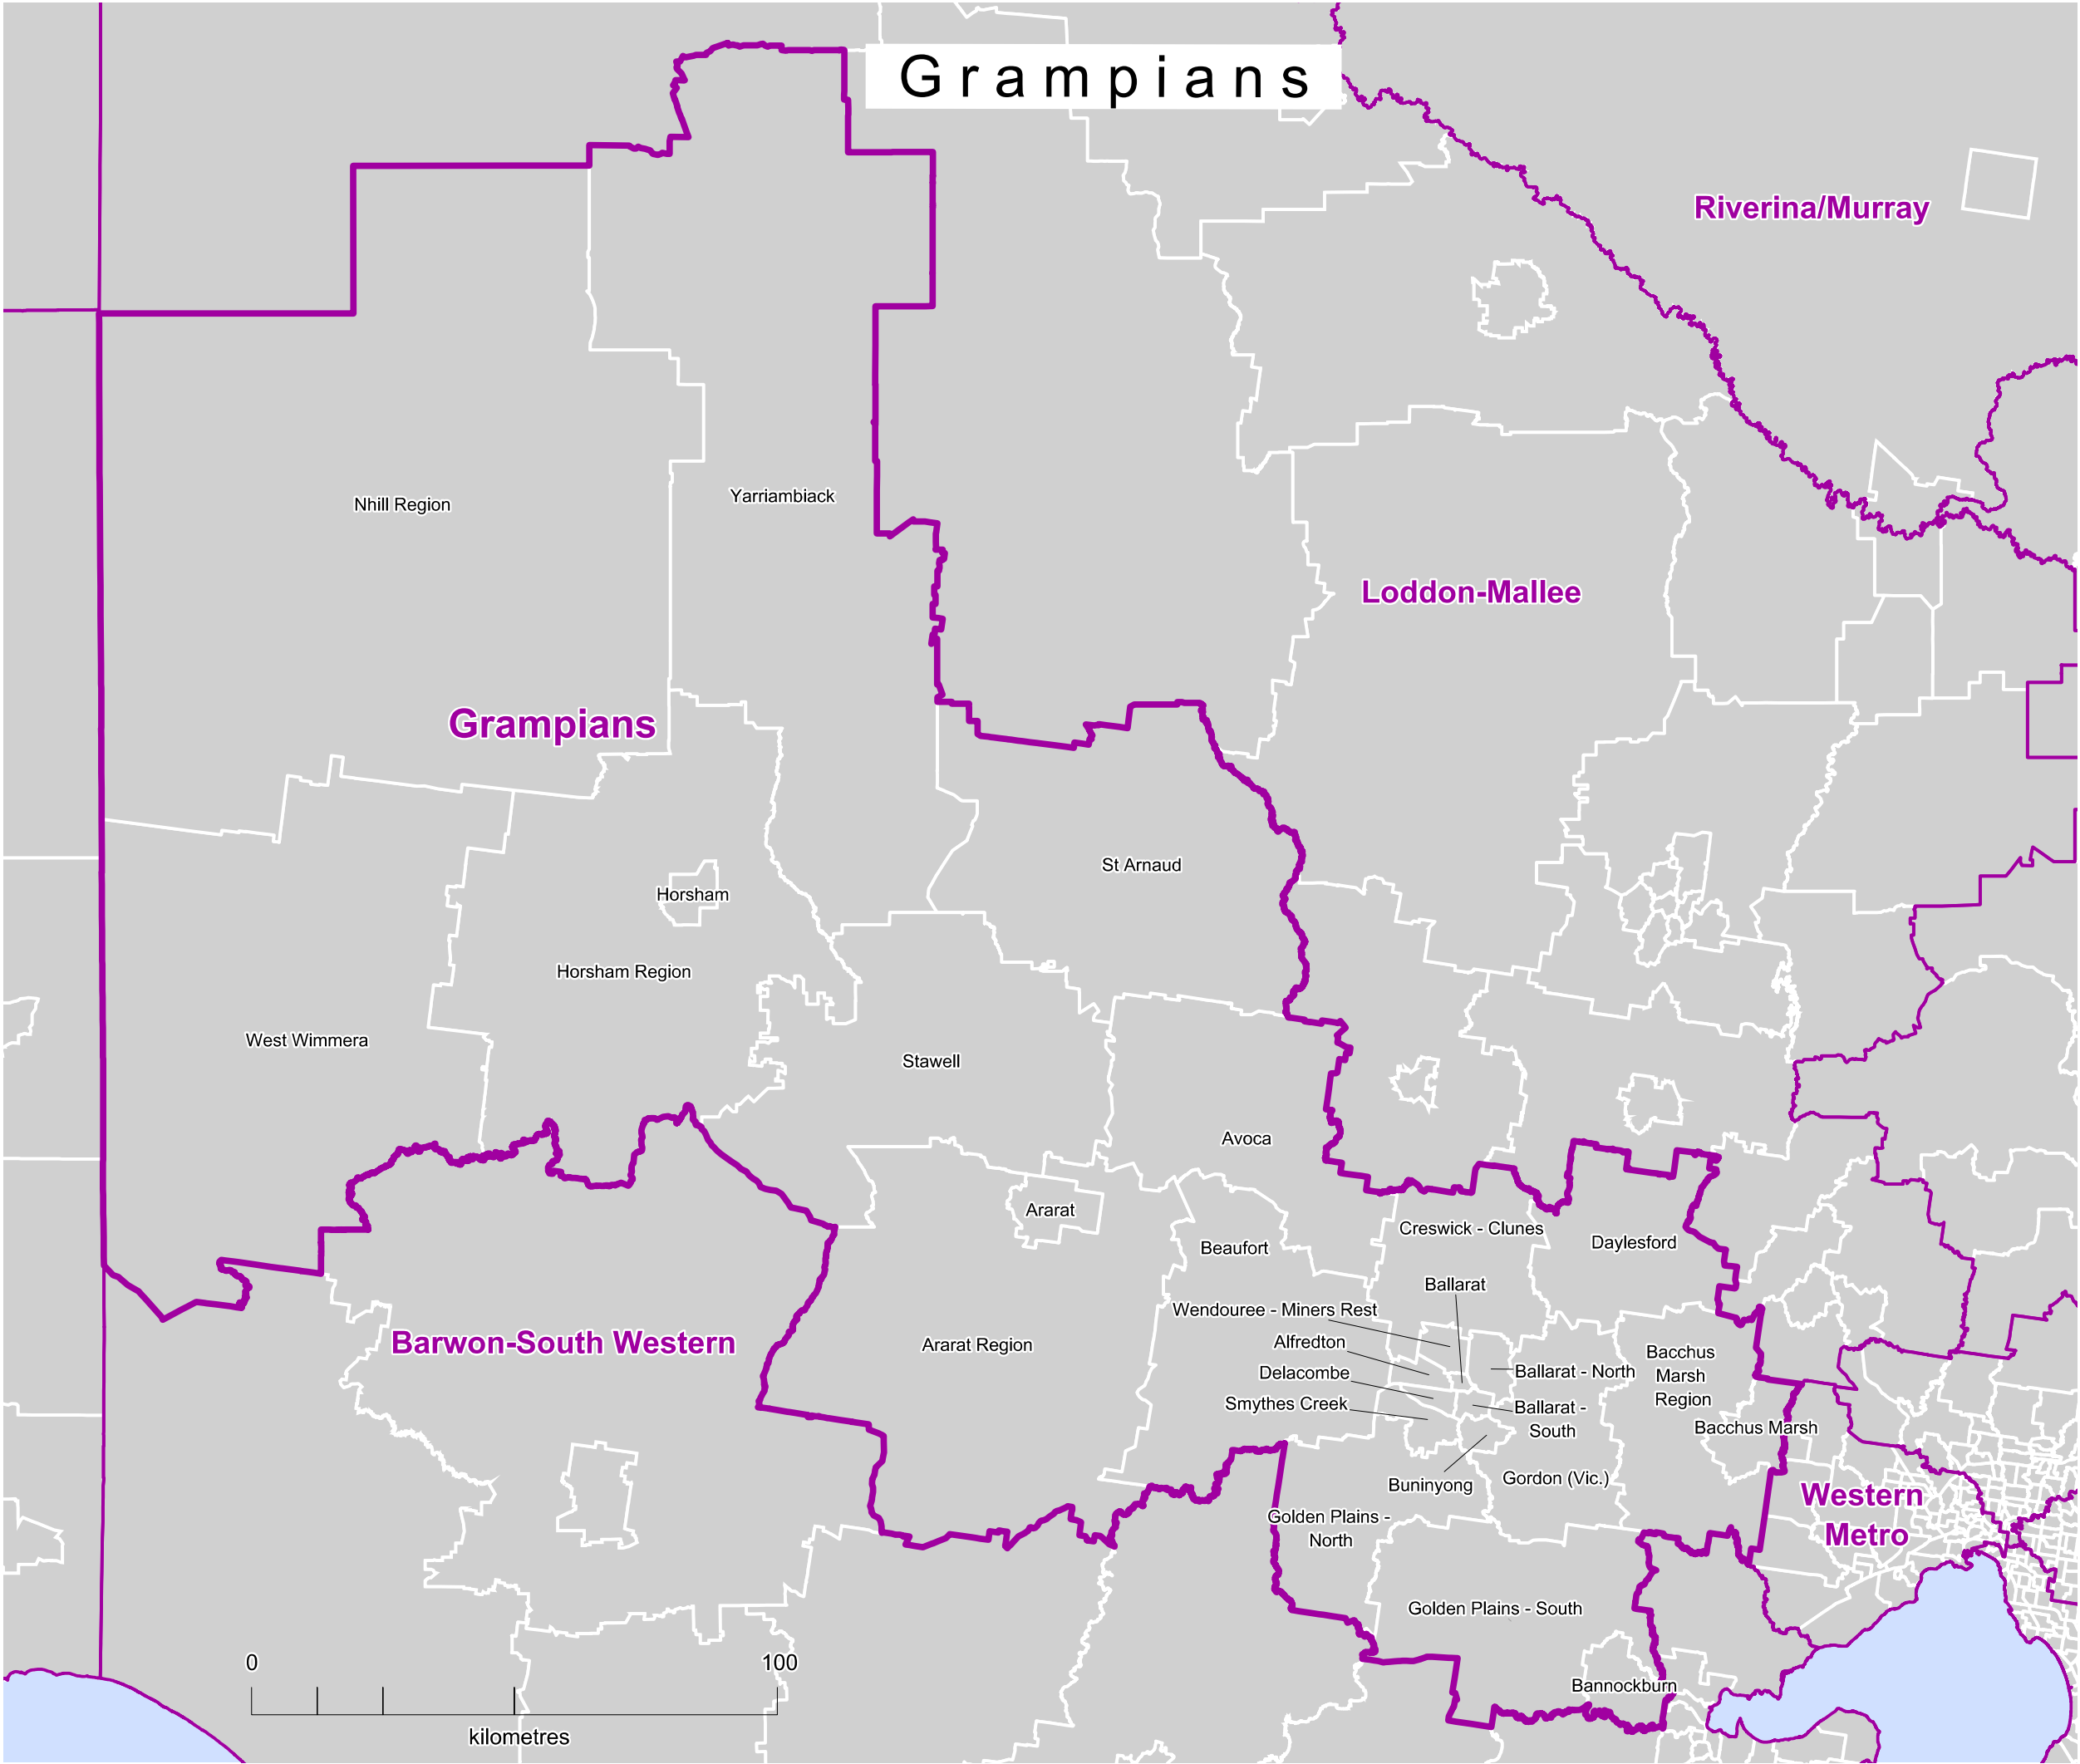 Grampians
Riverina/Murray
Nhill Region
Yarriambiack
Loddon-Mallee
Grampians
St Arnaud
Horsham
Horsham Region
West Wimmera
Stawell
Avoca
Ararat
Creswick - Clunes
Beaufort
Daylesford
Ballarat
Wendouree - Miners Rest
Barwon-South Western
Ararat Region
Alfredton
Bacchus
Marsh
Region
Delacombe
Ballarat - North
Smythes Creek
Ballarat -
South
Bacchus Marsh
Buninyong
Gordon (Vic.)
Western
Metro
Golden Plains -
North
Golden Plains - South
0
100
Bannockburn
kilometres